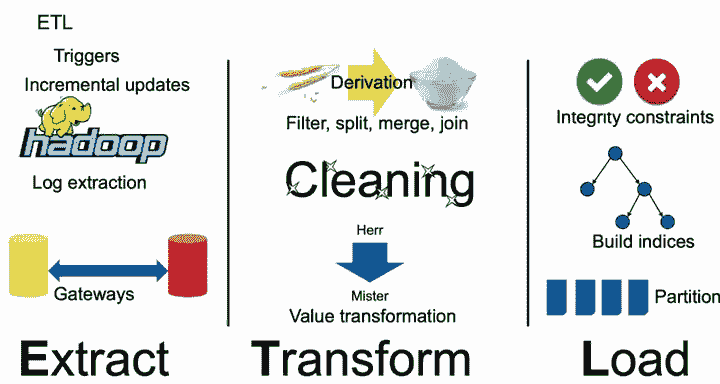 ETL
Triggers
Incremental updates
hadoop
Log extraction
Gateways
Extract
Derivation
Filter, split, merge, join
Cleaning
Herr
Mister
Value transformation
Transform
Integrity constraints
Build indices
Partition
Load